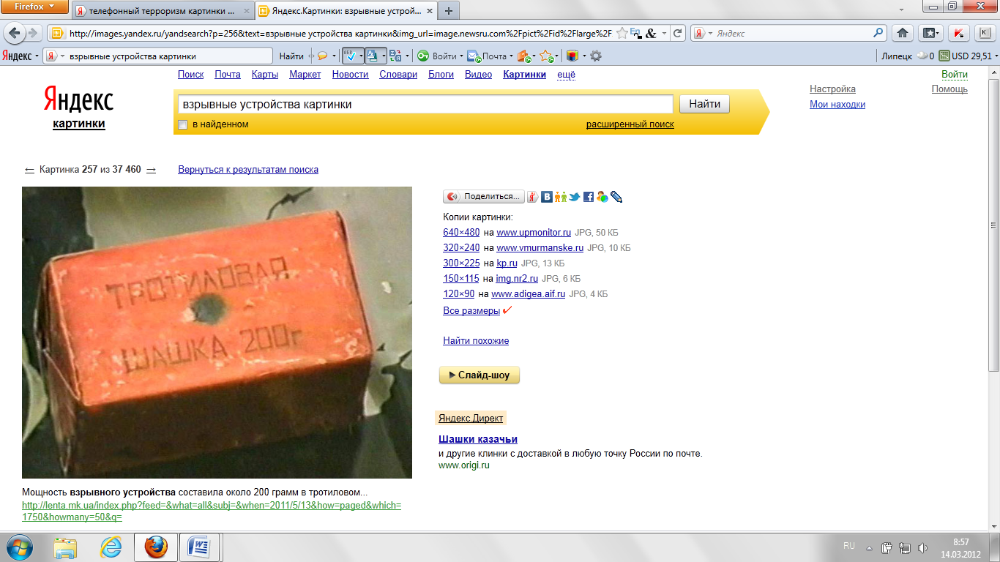 Firefox
телефонный терроризм картинки ...
Яндекс.Картинки: взрывные устрой...
http://images.yandex.ru/yandsearch?p=256&text=взрывные устройства картинки&img_url=image.newsru.com%2Fpict%2Fid%2Flarge%2F
Яндекс
Яндекс
взрывные устройства картинки
Найти
Войти
Почта
Липецк
0
USD 29,51
Поиск Почта Карты Маркет Новости Словари Блоги Видео Картинки ещё
Войти
Яндекс
картинки
взрывные устройства картинки
Найти
в найденном
расширенный поиск
Настройка
Помощь
Мои находки
← Картинка 257 из 37 460 →
Вернуться к результатам поиска
ТРОТИЛОВАЯ
ШАШКА 200г
Поделиться...
Копии картинки:
640×480 на www.upmonitor.ru JPG, 50 КБ
320×240 на www.vmurmanske.ru JPG, 10 КБ
300×225 на kp.ru JPG, 13 КБ
150×115 на img.nr2.ru JPG, 6 КБ
120×90 на www.adigea.aif.ru JPG, 4 КБ
Все размеры
Найти похожие
Слайд-шоу
Яндекс.Директ
Шашки казачьи
и другие клинки с доставкой в любую точку России по почте.
www.origi.ru
Мощность взрывного устройства составила около 200 грамм в тротиловом...
http://lenta.mk.ua/index.php?feed=&what=all&subj=&when=2011/5/13&how=paged&which=
1750&howmany=50&q=
RU
8:57
14.03.2012